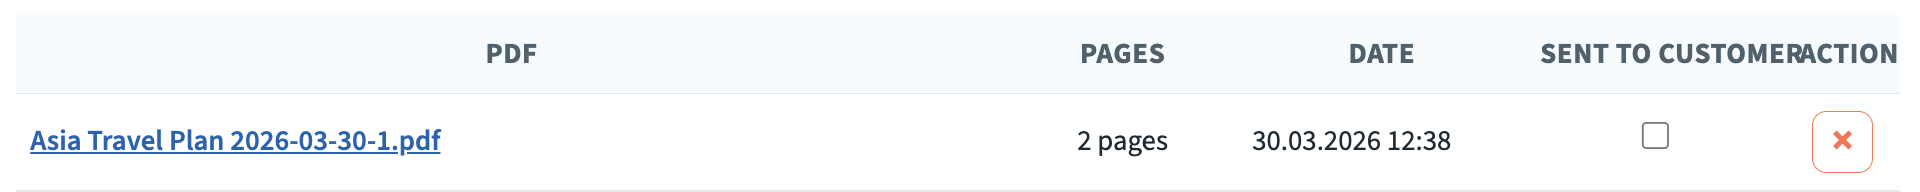 PDF PAGES DATE SENT TO CUSTOMER ACTION
Asia Travel Plan 2026-03-30-1.pdf 2 pages 30.03.2026 12:38